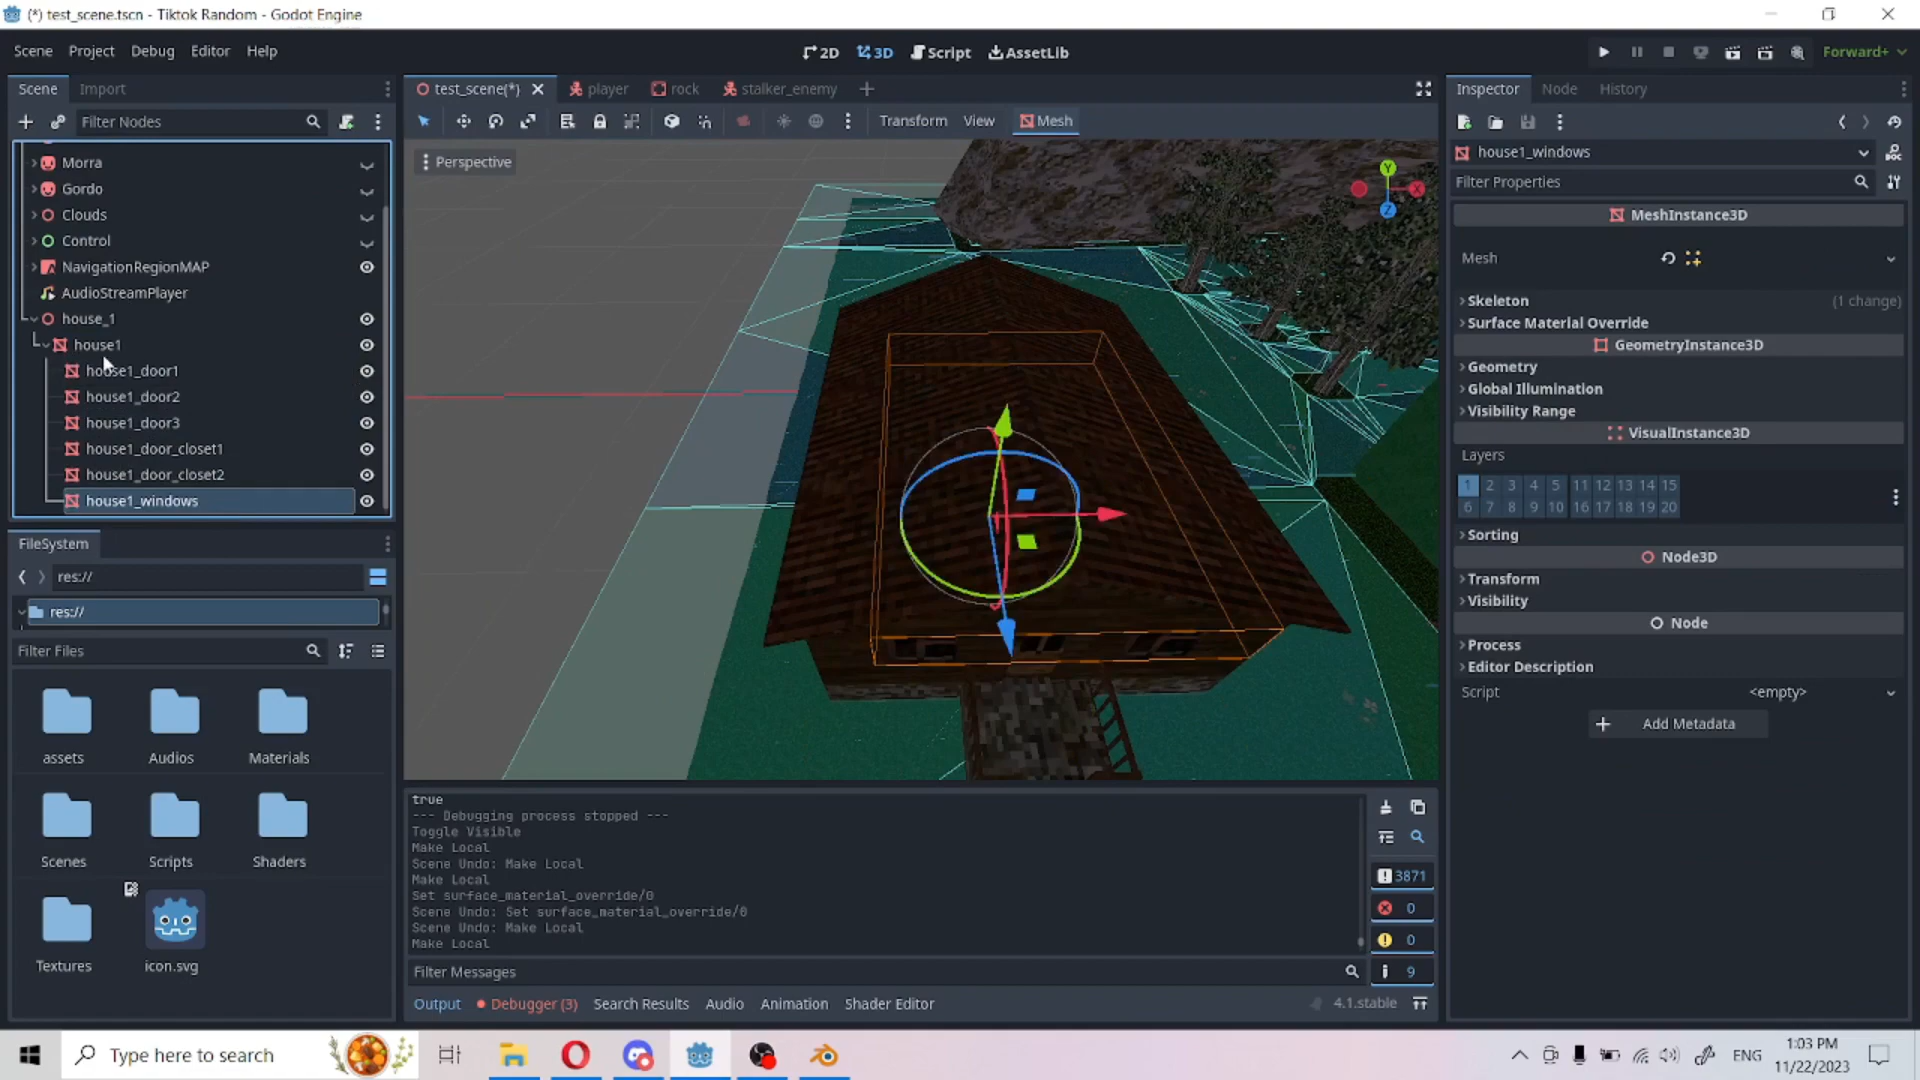 (*) test_scene.tscn - Tiktok Random - Godot Engine
Scene Project Debug Editor Help
2D 3D Script AssetLib
Forward+
Scene Import
test_scene(*) player rock stalker_enemy
Inspector Node History
Filter Nodes
Transform View Mesh
Perspective
Morra
Gordo
Clouds
Control
NavigationRegionMAP
AudioStreamPlayer
house_1
house1
house1_door1
house1_door2
house1_door3
house1_door_closet1
house1_door_closet2
house1_windows
Y
X
Z
house1_windows
Filter Properties
MeshInstance3D
Mesh
Skeleton (1 change)
Surface Material Override
GeometryInstance3D
Geometry
Global Illumination
Visibility Range
VisualInstance3D
Layers
1 2 3 4 5 11 12 13 14 15
6 7 8 9 10 16 17 18 19 20
Sorting
Node3D
Transform
Visibility
Node
Process
Editor Description
Script <empty>
Add Metadata
FileSystem
res://
res://
Filter Files
assets Audios Materials
Scenes Scripts Shaders
Textures icon.svg
true
--- Debugging process stopped ---
Toggle Visible
Make Local
Scene Undo: Make Local
Make Local
Set surface_material_override/0
Scene Undo: Set surface_material_override/0
Scene Undo: Make Local
Make Local
3871
0
0
9
Filter Messages
Output Debugger (3) Search Results Audio Animation Shader Editor 4.1.stable
Type here to search
ENG
1:03 PM
11/22/2023